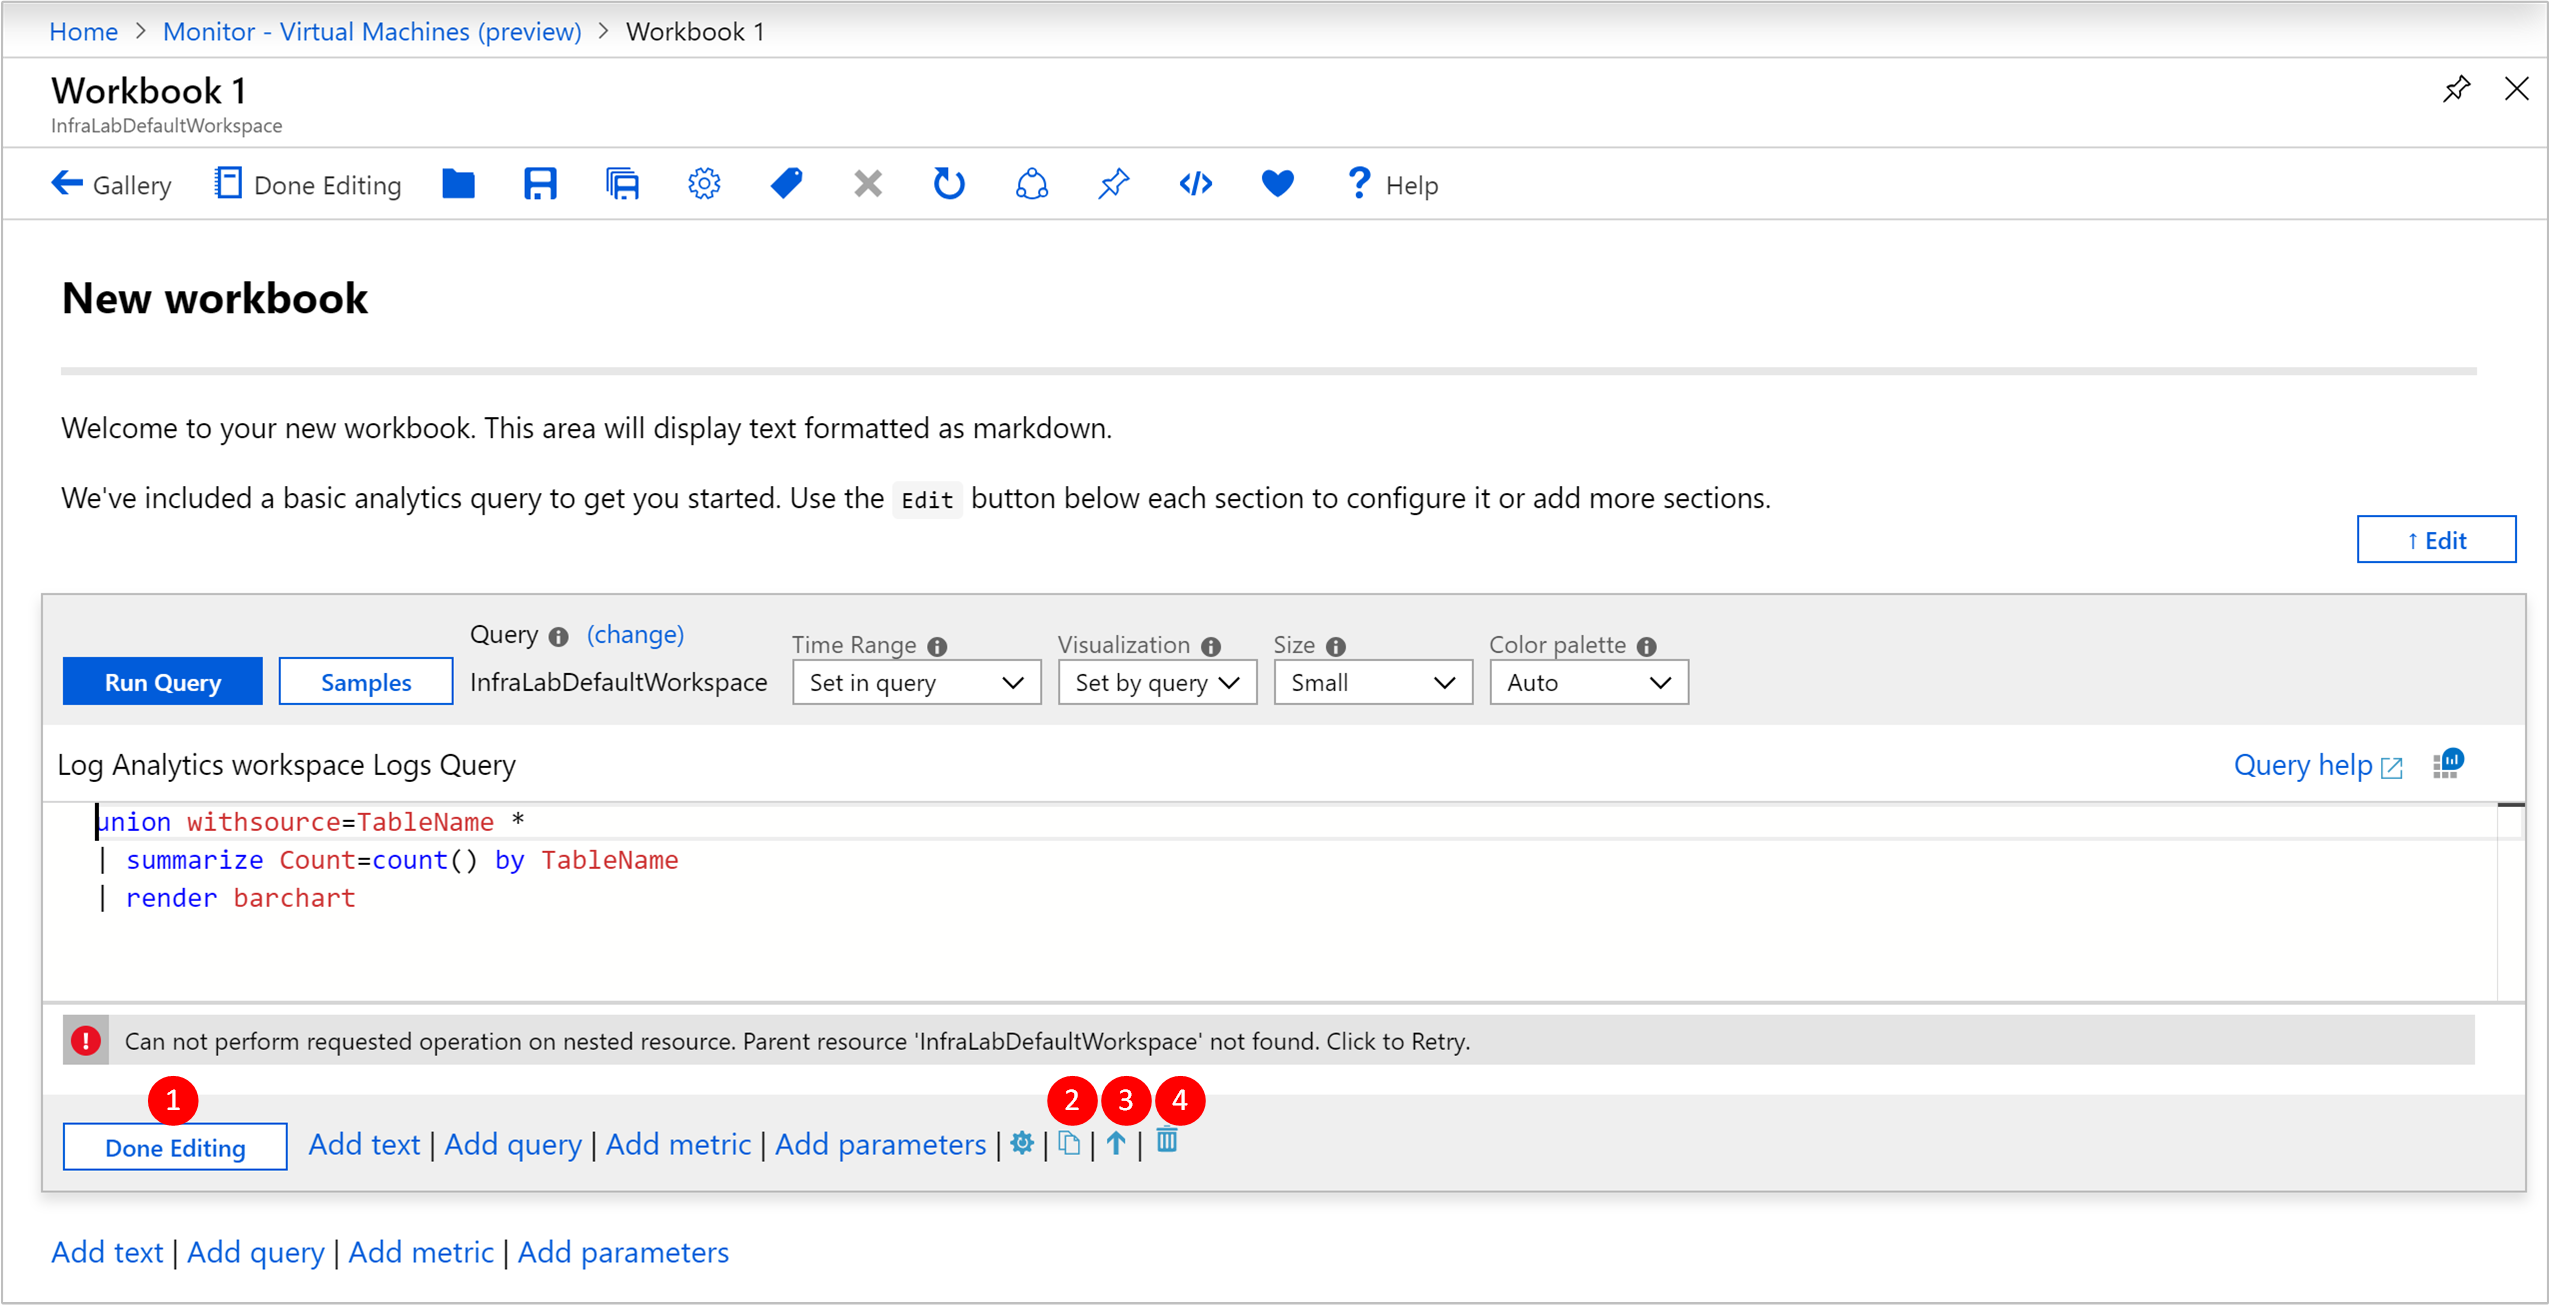 Home > Monitor - Virtual Machines (preview) > Workbook 1
Workbook 1
InfraLabDefaultWorkspace
Gallery Done Editing ? Help
New workbook
Welcome to your new workbook. This area will display text formatted as markdown.
We've included a basic analytics query to get you started. Use the Edit button below each section to configure it or add more sections.
↑ Edit
Query (change) Time Range Visualization Size Color palette
Run Query Samples InfraLabDefaultWorkspace Set in query Set by query Small Auto
Log Analytics workspace Logs Query Query help
union withsource=TableName *
| summarize Count=count() by TableName
| render barchart
Can not perform requested operation on nested resource. Parent resource 'InfraLabDefaultWorkspace' not found. Click to Retry.
1 2 3 4
Done Editing Add text | Add query | Add metric | Add parameters | | | |
Add text | Add query | Add metric | Add parameters